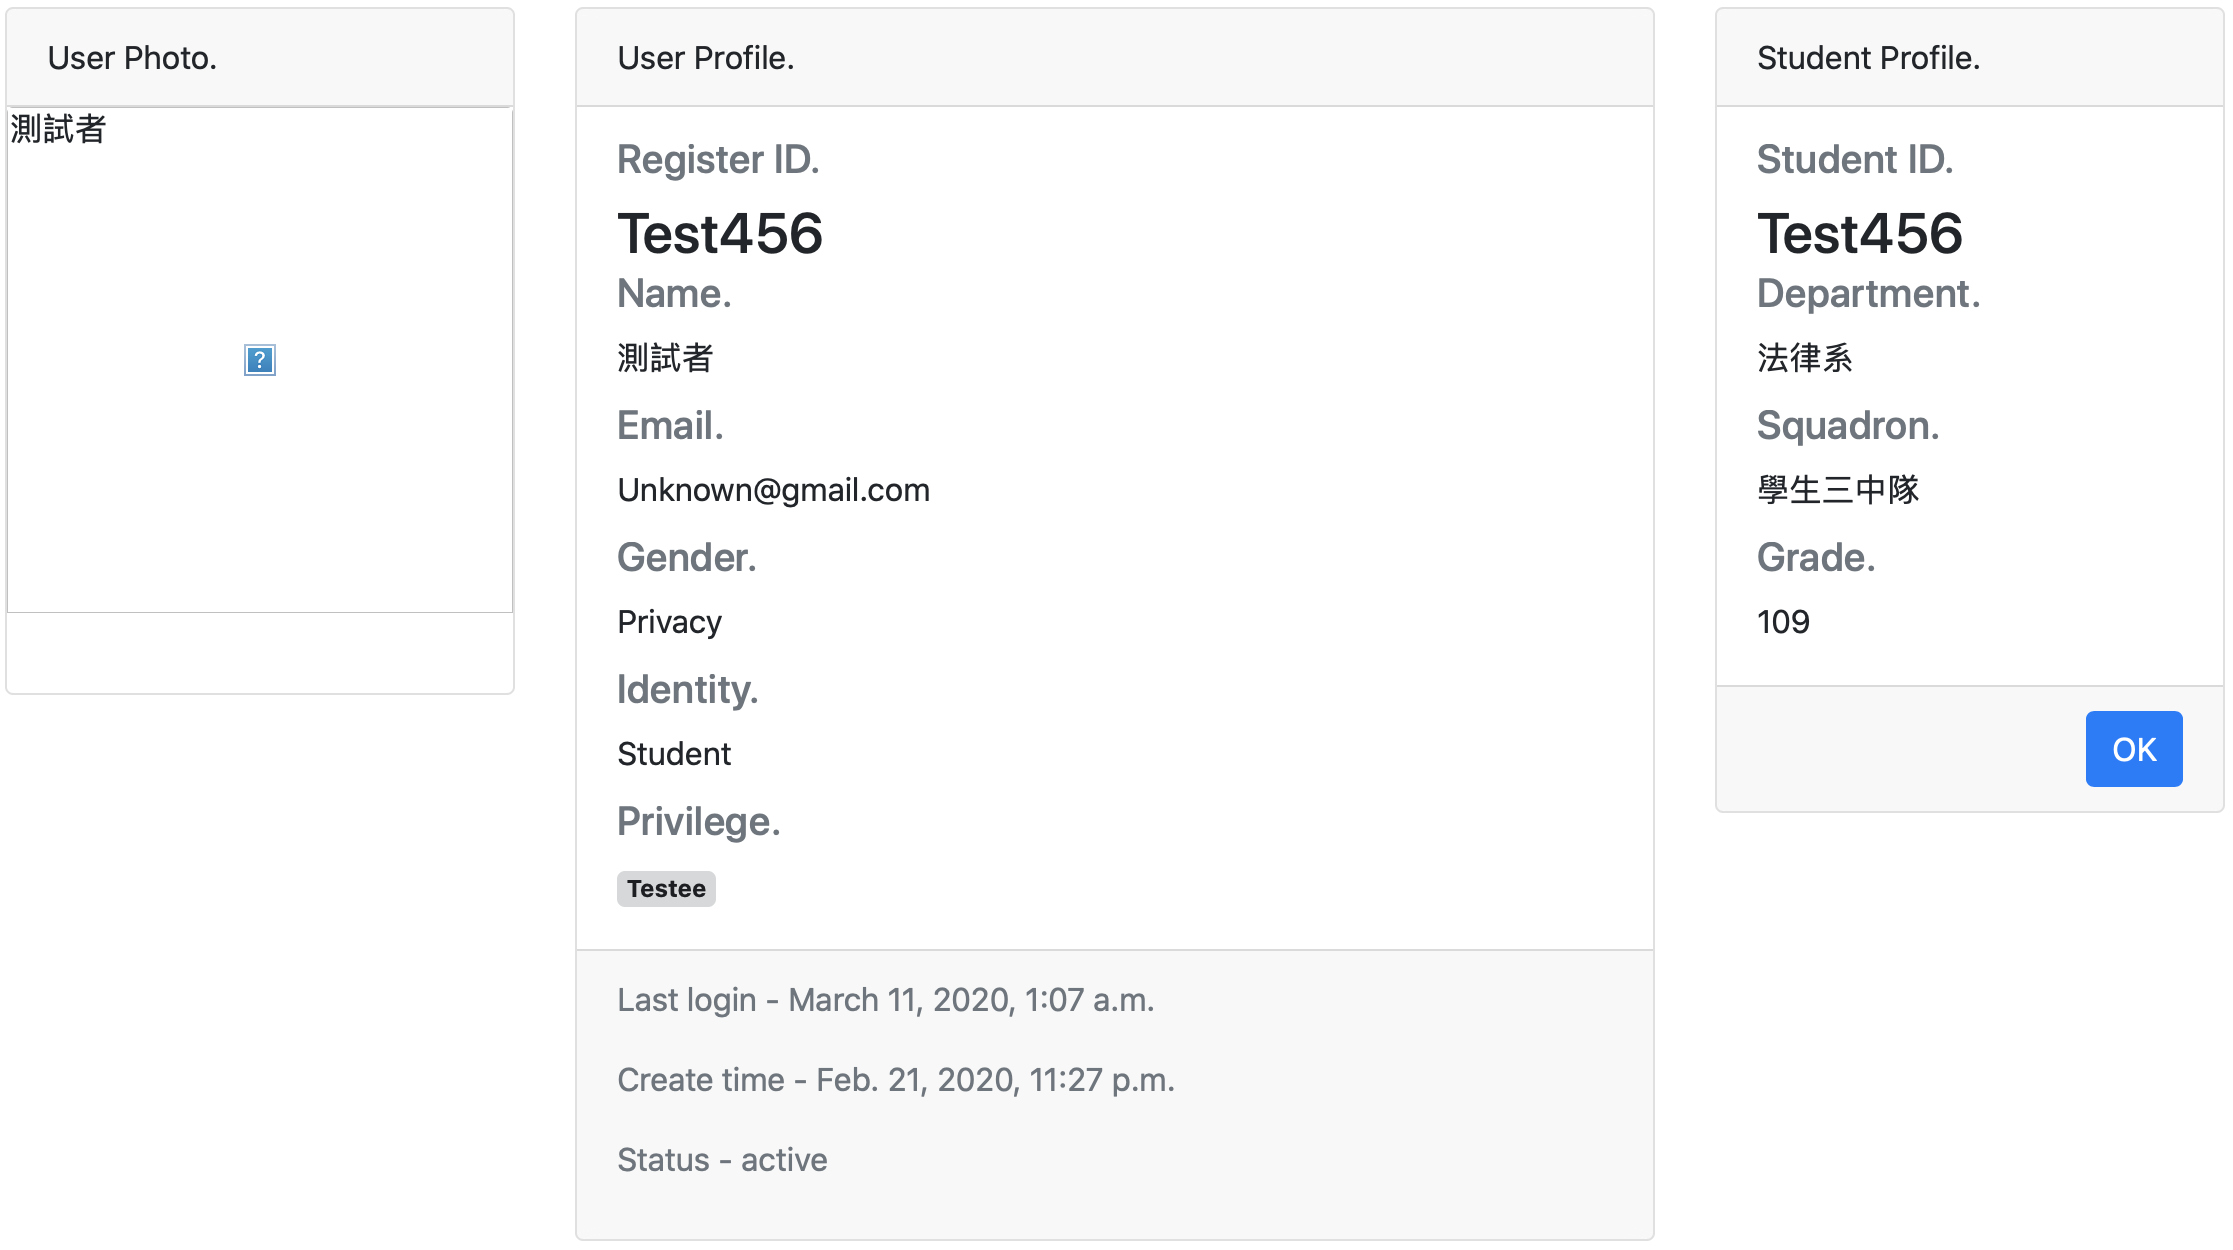 User Photo.
測試者
User Profile.
Register ID.
Test456
Name.
測試者
Email.
Unknown@gmail.com
Gender.
Privacy
Identity.
Student
Privilege.
Testee
Last login - March 11, 2020, 1:07 a.m.
Create time - Feb. 21, 2020, 11:27 p.m.
Status - active
Student Profile.
Student ID.
Test456
Department.
法律系
Squadron.
學生三中隊
Grade.
109
OK